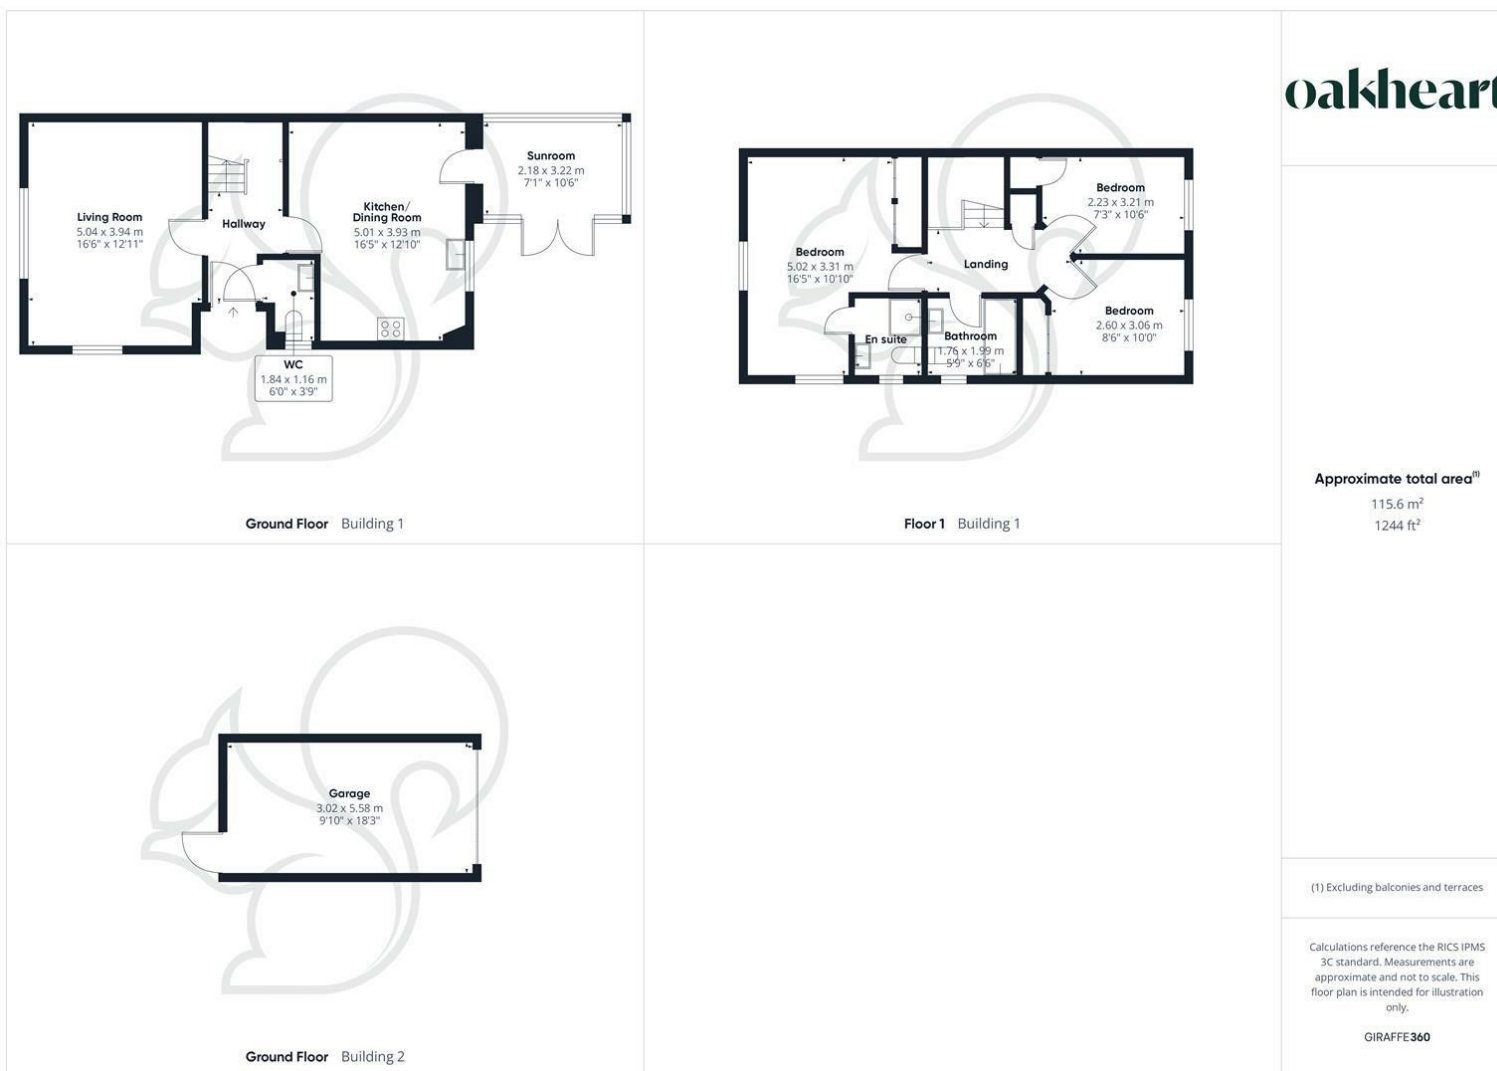 Living Room
5.04 x 3.94 m
16'6" x 12'11"
Hallway
Kitchen/
Dining Room
5.01 x 3.93 m
16'5" x 12'10"
Sunroom
2.18 x 3.22 m
7'1" x 10'6"
WC
1.84 x 1.16 m
6'0" x 3'9"
Ground Floor Building 1
Bedroom
5.02 x 3.31 m
16'5" x 10'10"
Landing
Bedroom
2.23 x 3.21 m
7'3" x 10'6"
Bedroom
2.60 x 3.06 m
8'6" x 10'0"
En suite
Bathroom
1.76 x 1.99 m
5'9" x 6'6"
Floor 1 Building 1
Garage
3.02 x 5.58 m
9'10" x 18'3"
Ground Floor Building 2
oakheart
Approximate total area(1)
115.6 m²
1244 ft²
(1) Excluding balconies and terraces
Calculations reference the RICS IPMS
3C standard. Measurements are
approximate and not to scale. This
floor plan is intended for illustration
only.
GIRAFFE360